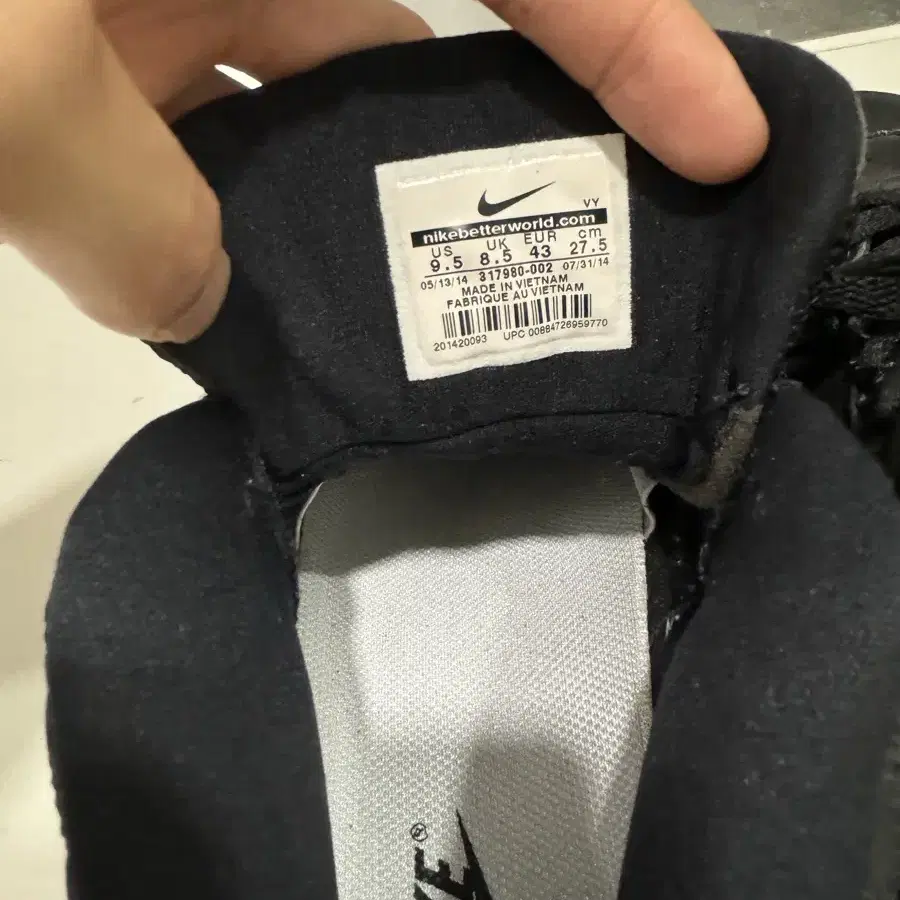 VY
nikebetterworld.com
US UK EUR cm
9.5 8.5 43 27.5
05/13/14 317980-002 07/31/14
MADE IN VIETNAM
FABRIQUE AU VIETNAM
201420093 UPC 00884726959770
®